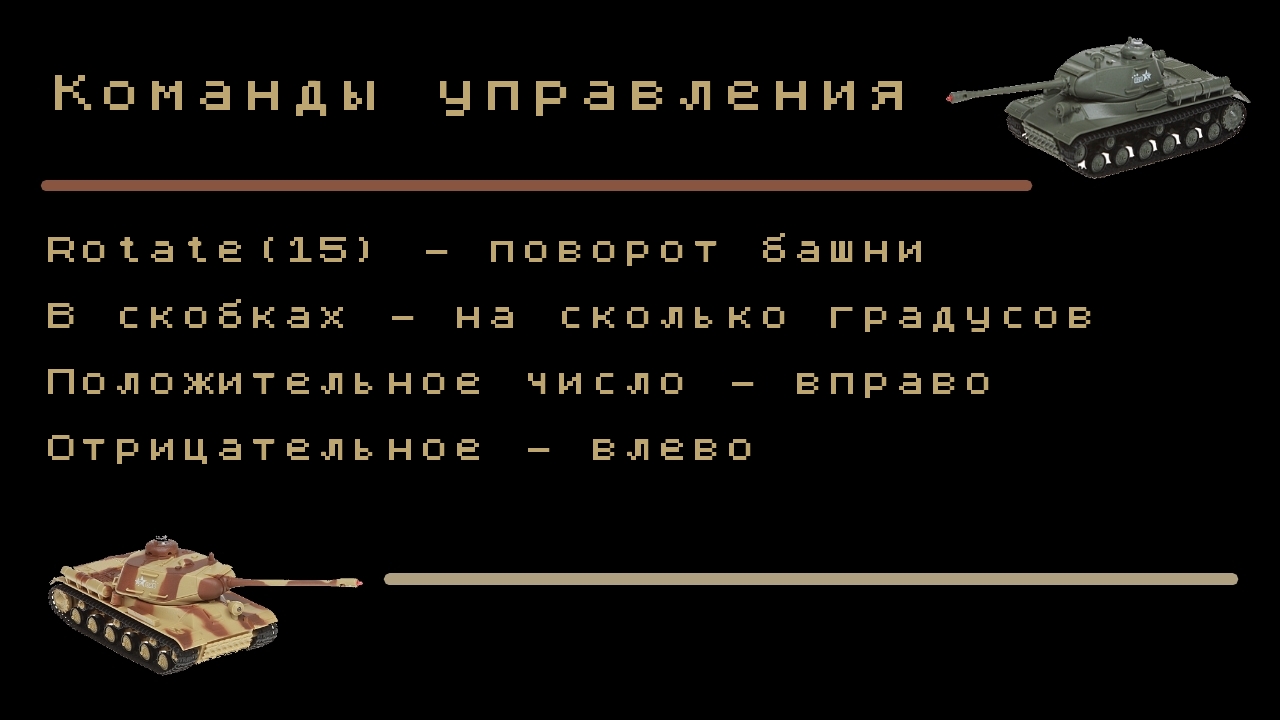 Команды управления
Rotate(15) – поворот башни
В скобках – на сколько градусов
Положительное число – вправо
Отрицательное – влево